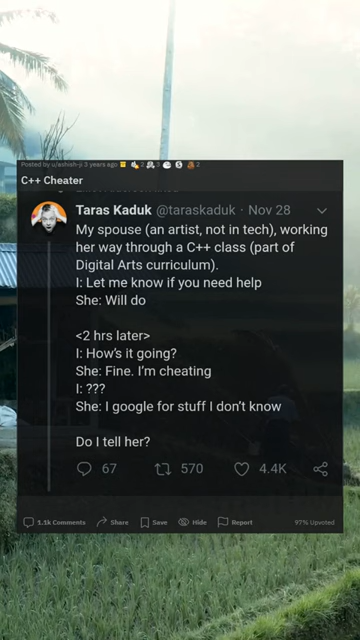 Posted by u/ashish-ji 3 years ago 2 3 2
C++ Cheater
Taras Kaduk @taraskaduk · Nov 28
My spouse (an artist, not in tech), working
her way through a C++ class (part of
Digital Arts curriculum).
I: Let me know if you need help
She: Will do
<2 hrs later>
I: How's it going?
She: Fine. I'm cheating
I: ???
She: I google for stuff I don't know
Do I tell her?
67 570 4.4K
1.1k Comments Share Save Hide Report 97% Upvoted